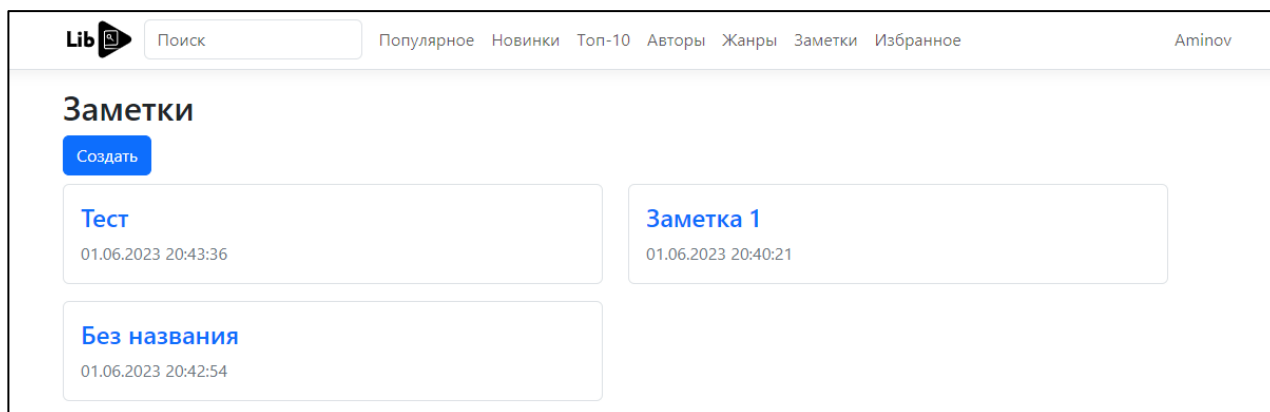 Lib Поиск Популярное Новинки Топ-10 Авторы Жанры Заметки Избранное Aminov
Заметки
Создать
Тест
01.06.2023 20:43:36
Заметка 1
01.06.2023 20:40:21
Без названия
01.06.2023 20:42:54